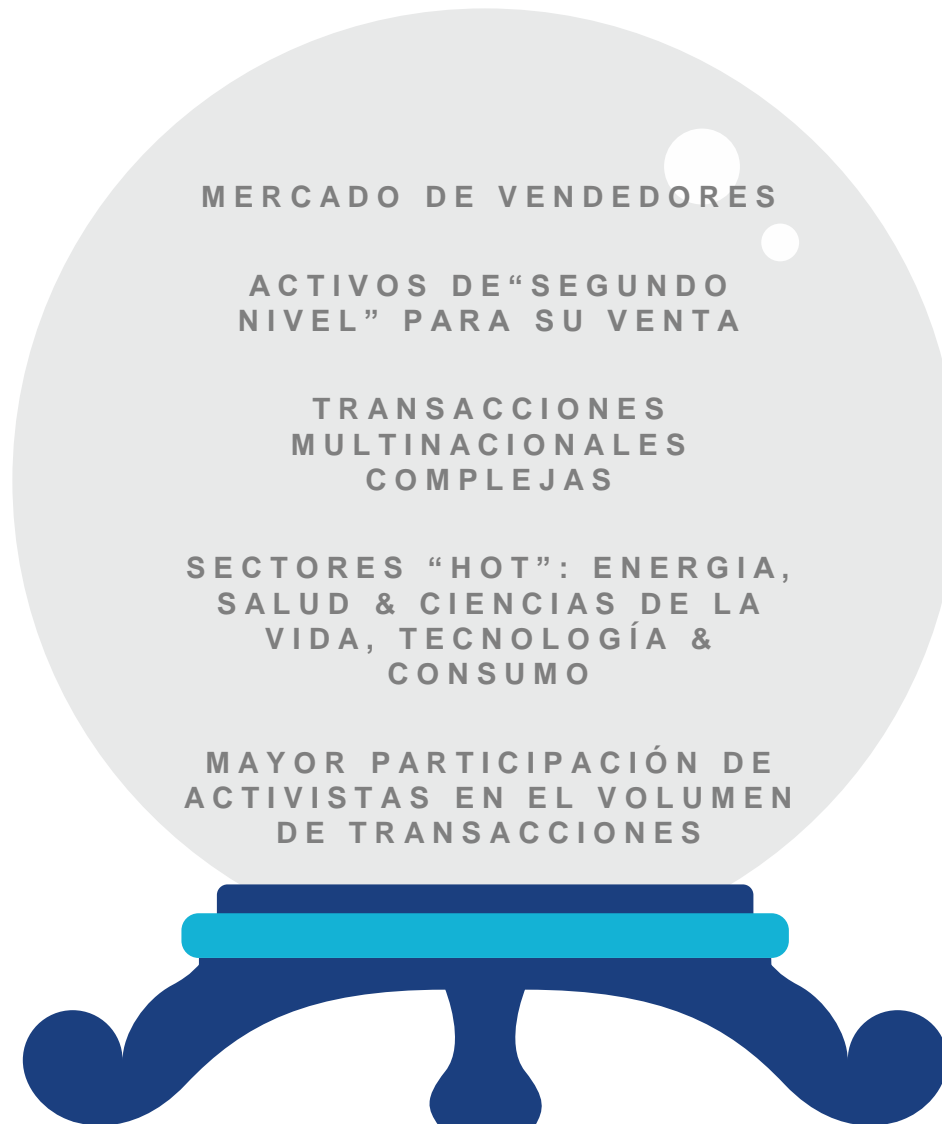 MERCADO DE VENDEDORES
ACTIVOS DE“SEGUNDO
NIVEL” PARA SU VENTA
TRANSACCIONES
MULTINACIONALES
COMPLEJAS
SECTORES “HOT”: ENERGIA,
SALUD & CIENCIAS DE LA
VIDA, TECNOLOGÍA &
CONSUMO
MAYOR PARTICIPACIÓN DE
ACTIVISTAS EN EL VOLUMEN
DE TRANSACCIONES